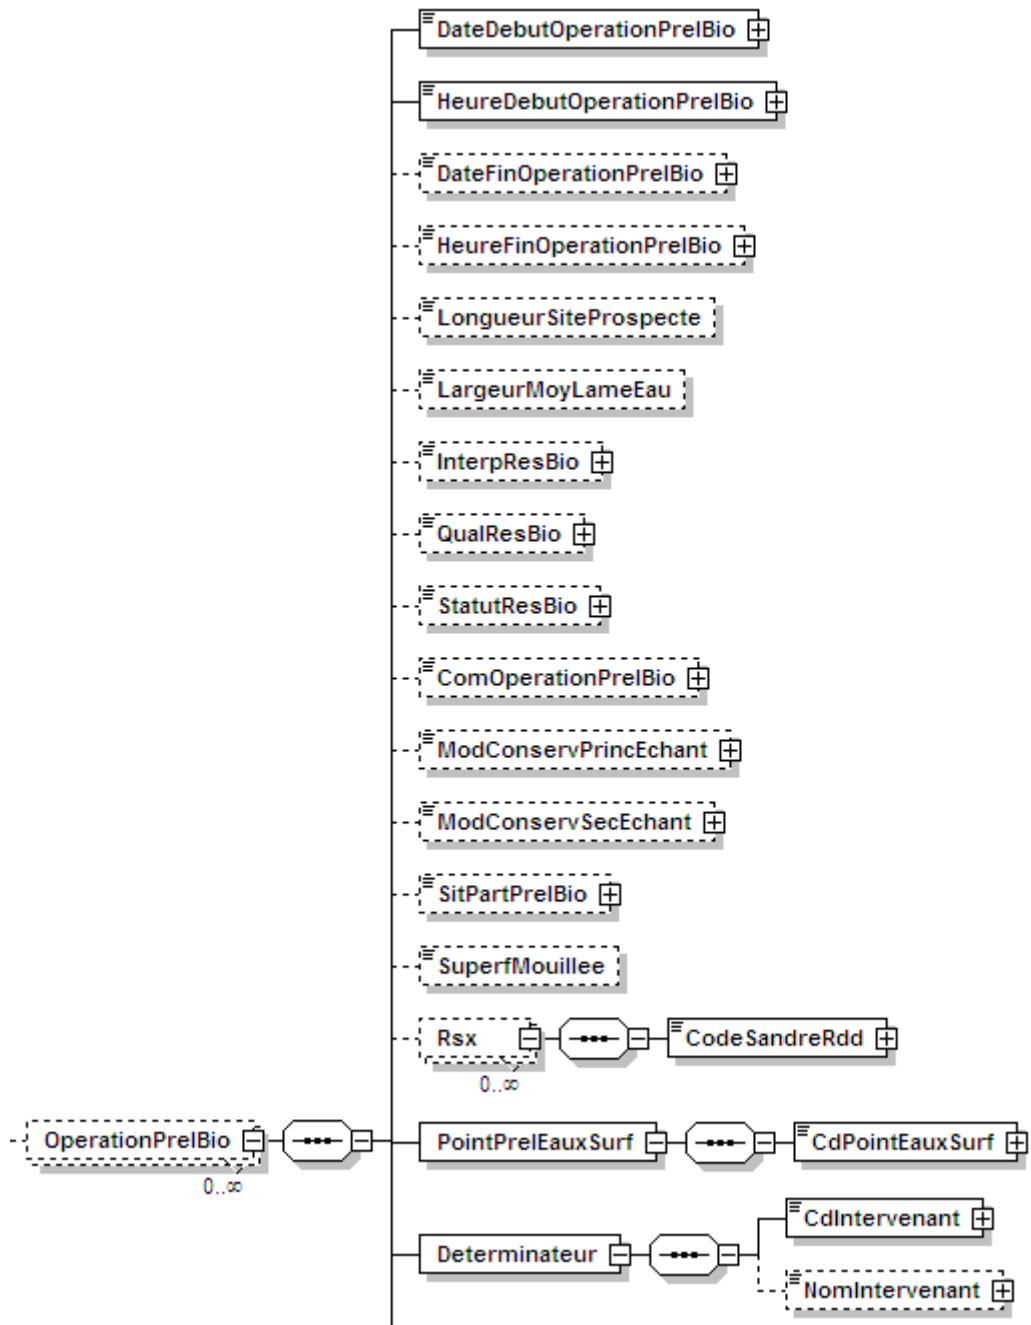 DateDebutOperationPrelBio
HeureDebutOperationPrelBio
DateFinOperationPrelBio
HeureFinOperationPrelBio
LongueurSiteProspecte
LargeurMoyLameEau
InterpResBio
QualResBio
StatutResBio
ComOperationPrelBio
ModConservPrincEchant
ModConservSecEchant
SitPartPrelBio
SuperfMouillee
Rsx CodeSandreRdd
0..∞
OperationPrelBio PointPrelEauxSurf CdPointEauxSurf
0..∞
CdIntervenant
Determinateur
NomIntervenant